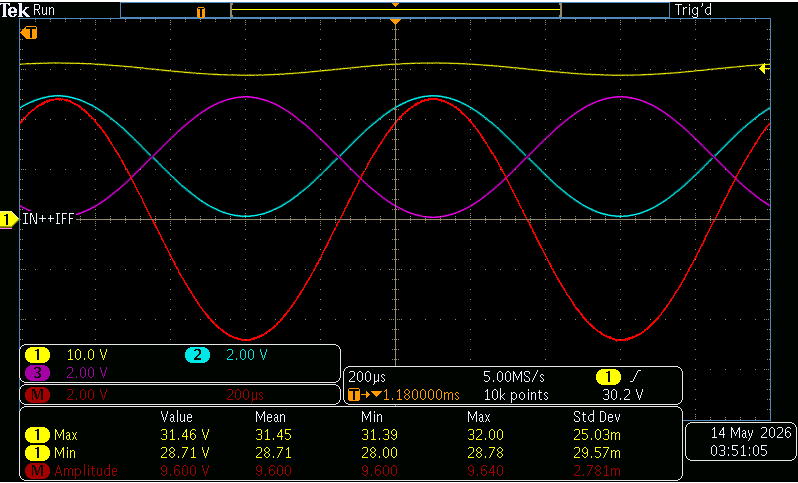 Tek Run Trig'd
T
T
1 IN++IFF
1 10.0 V 2 2.00 V
3 2.00 V
M 2.00 V 200µs
200µs 5.00MS/s 1
T→▼1.180000ms 10k points 30.2 V
Value Mean Min Max Std Dev
1 Max 31.46 V 31.45 31.39 32.00 25.03m
1 Min 28.71 V 28.71 28.00 28.78 29.57m
M Amplitude 9.600 V 9.600 9.600 9.640 2.781m
14 May 2026
03:51:05